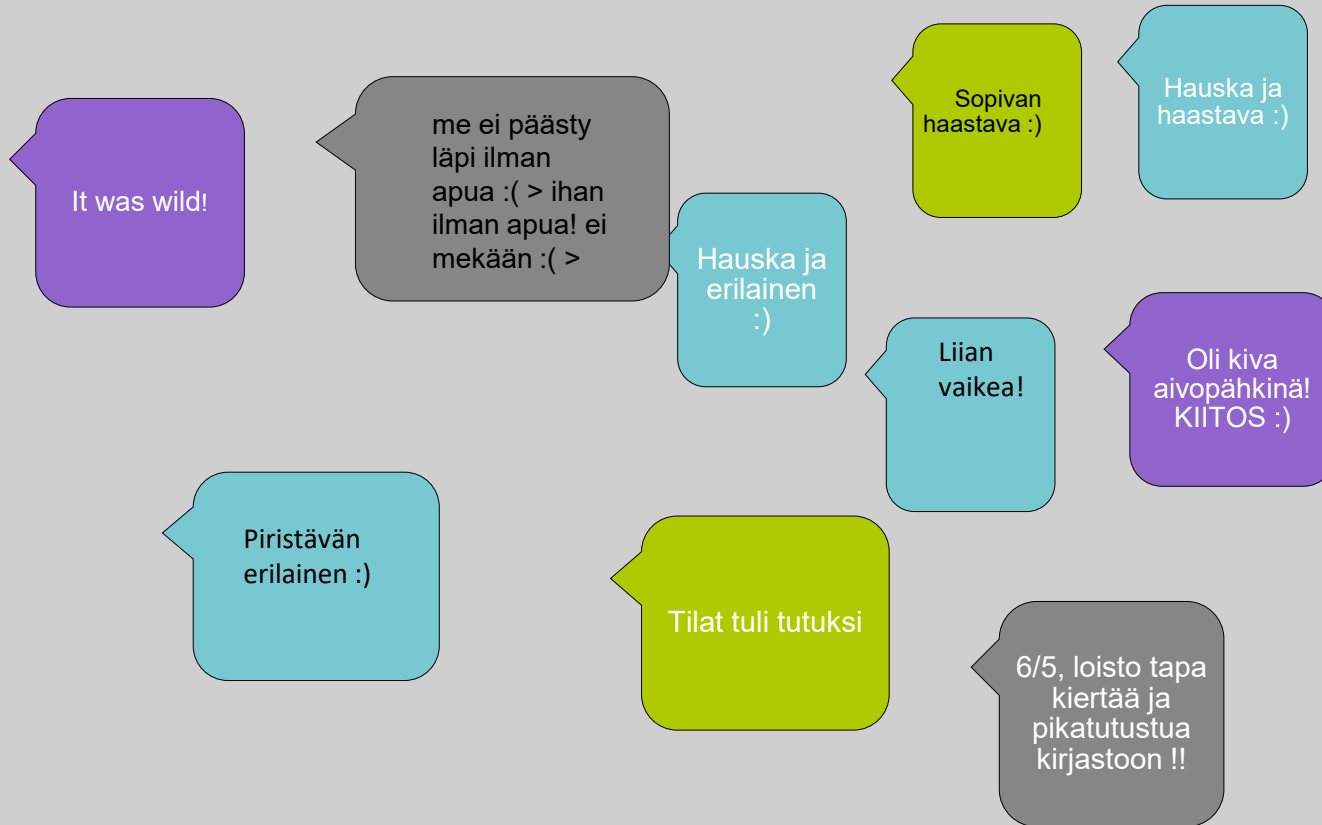 It was wild!
me ei päästy
läpi ilman
apua :( > ihan
ilman apua! ei
mekään :( >
Sopivan
haastava :)
Hauska ja
haastava :)
Hauska ja
erilainen
:)
Liian
vaikea!
Oli kiva
aivopähkinä!
KIITOS :)
Piristävän
erilainen :)
Tilat tuli tutuksi
6/5, loisto tapa
kiertää ja
pikatutustua
kirjastoon !!